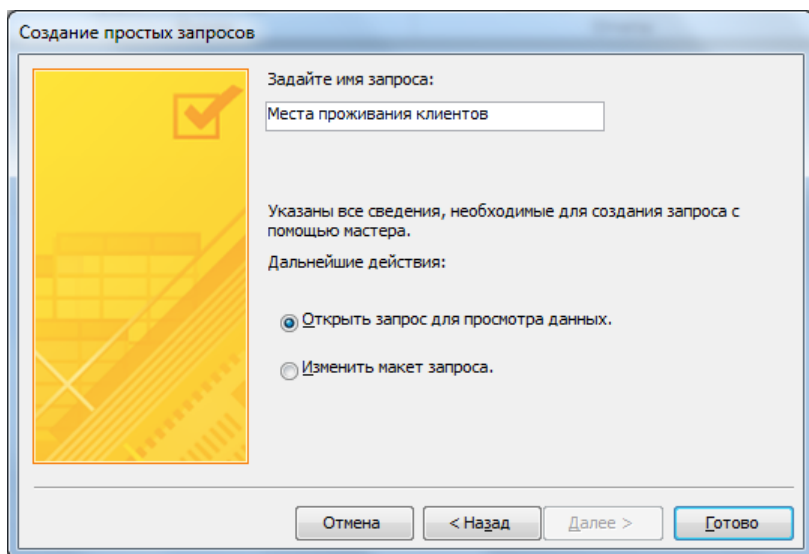 Создание простых запросов
Задайте имя запроса:
Места проживания клиентов
Указаны все сведения, необходимые для создания запроса с
помощью мастера.
Дальнейшие действия:
Открыть запрос для просмотра данных.
Изменить макет запроса.
Отмена
< Назад
Далее >
Готово